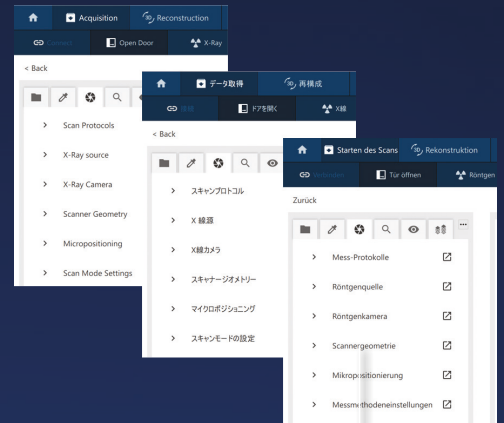 Acquisition
Reconstruction
Connect
Open Door
X-Ray
< Back
Scan Protocols
X-Ray source
X-Ray Camera
Scanner Geometry
Micropositioning
Scan Mode Settings
データ取得
再構成
接続
ドアを開く
X線
< Back
スキャンプロトコル
X 線源
X線カメラ
スキャナージオメトリー
マイクロポジショニング
スキャンモードの設定
Starten des Scans
Rekonstruktion
Verbinden
Tür öffnen
Röntgen
Zurück
Mess-Protokolle
Röntgenquelle
Röntgenkamera
Scannergeometrie
Mikropositionierung
Messmethodeneinstellungen